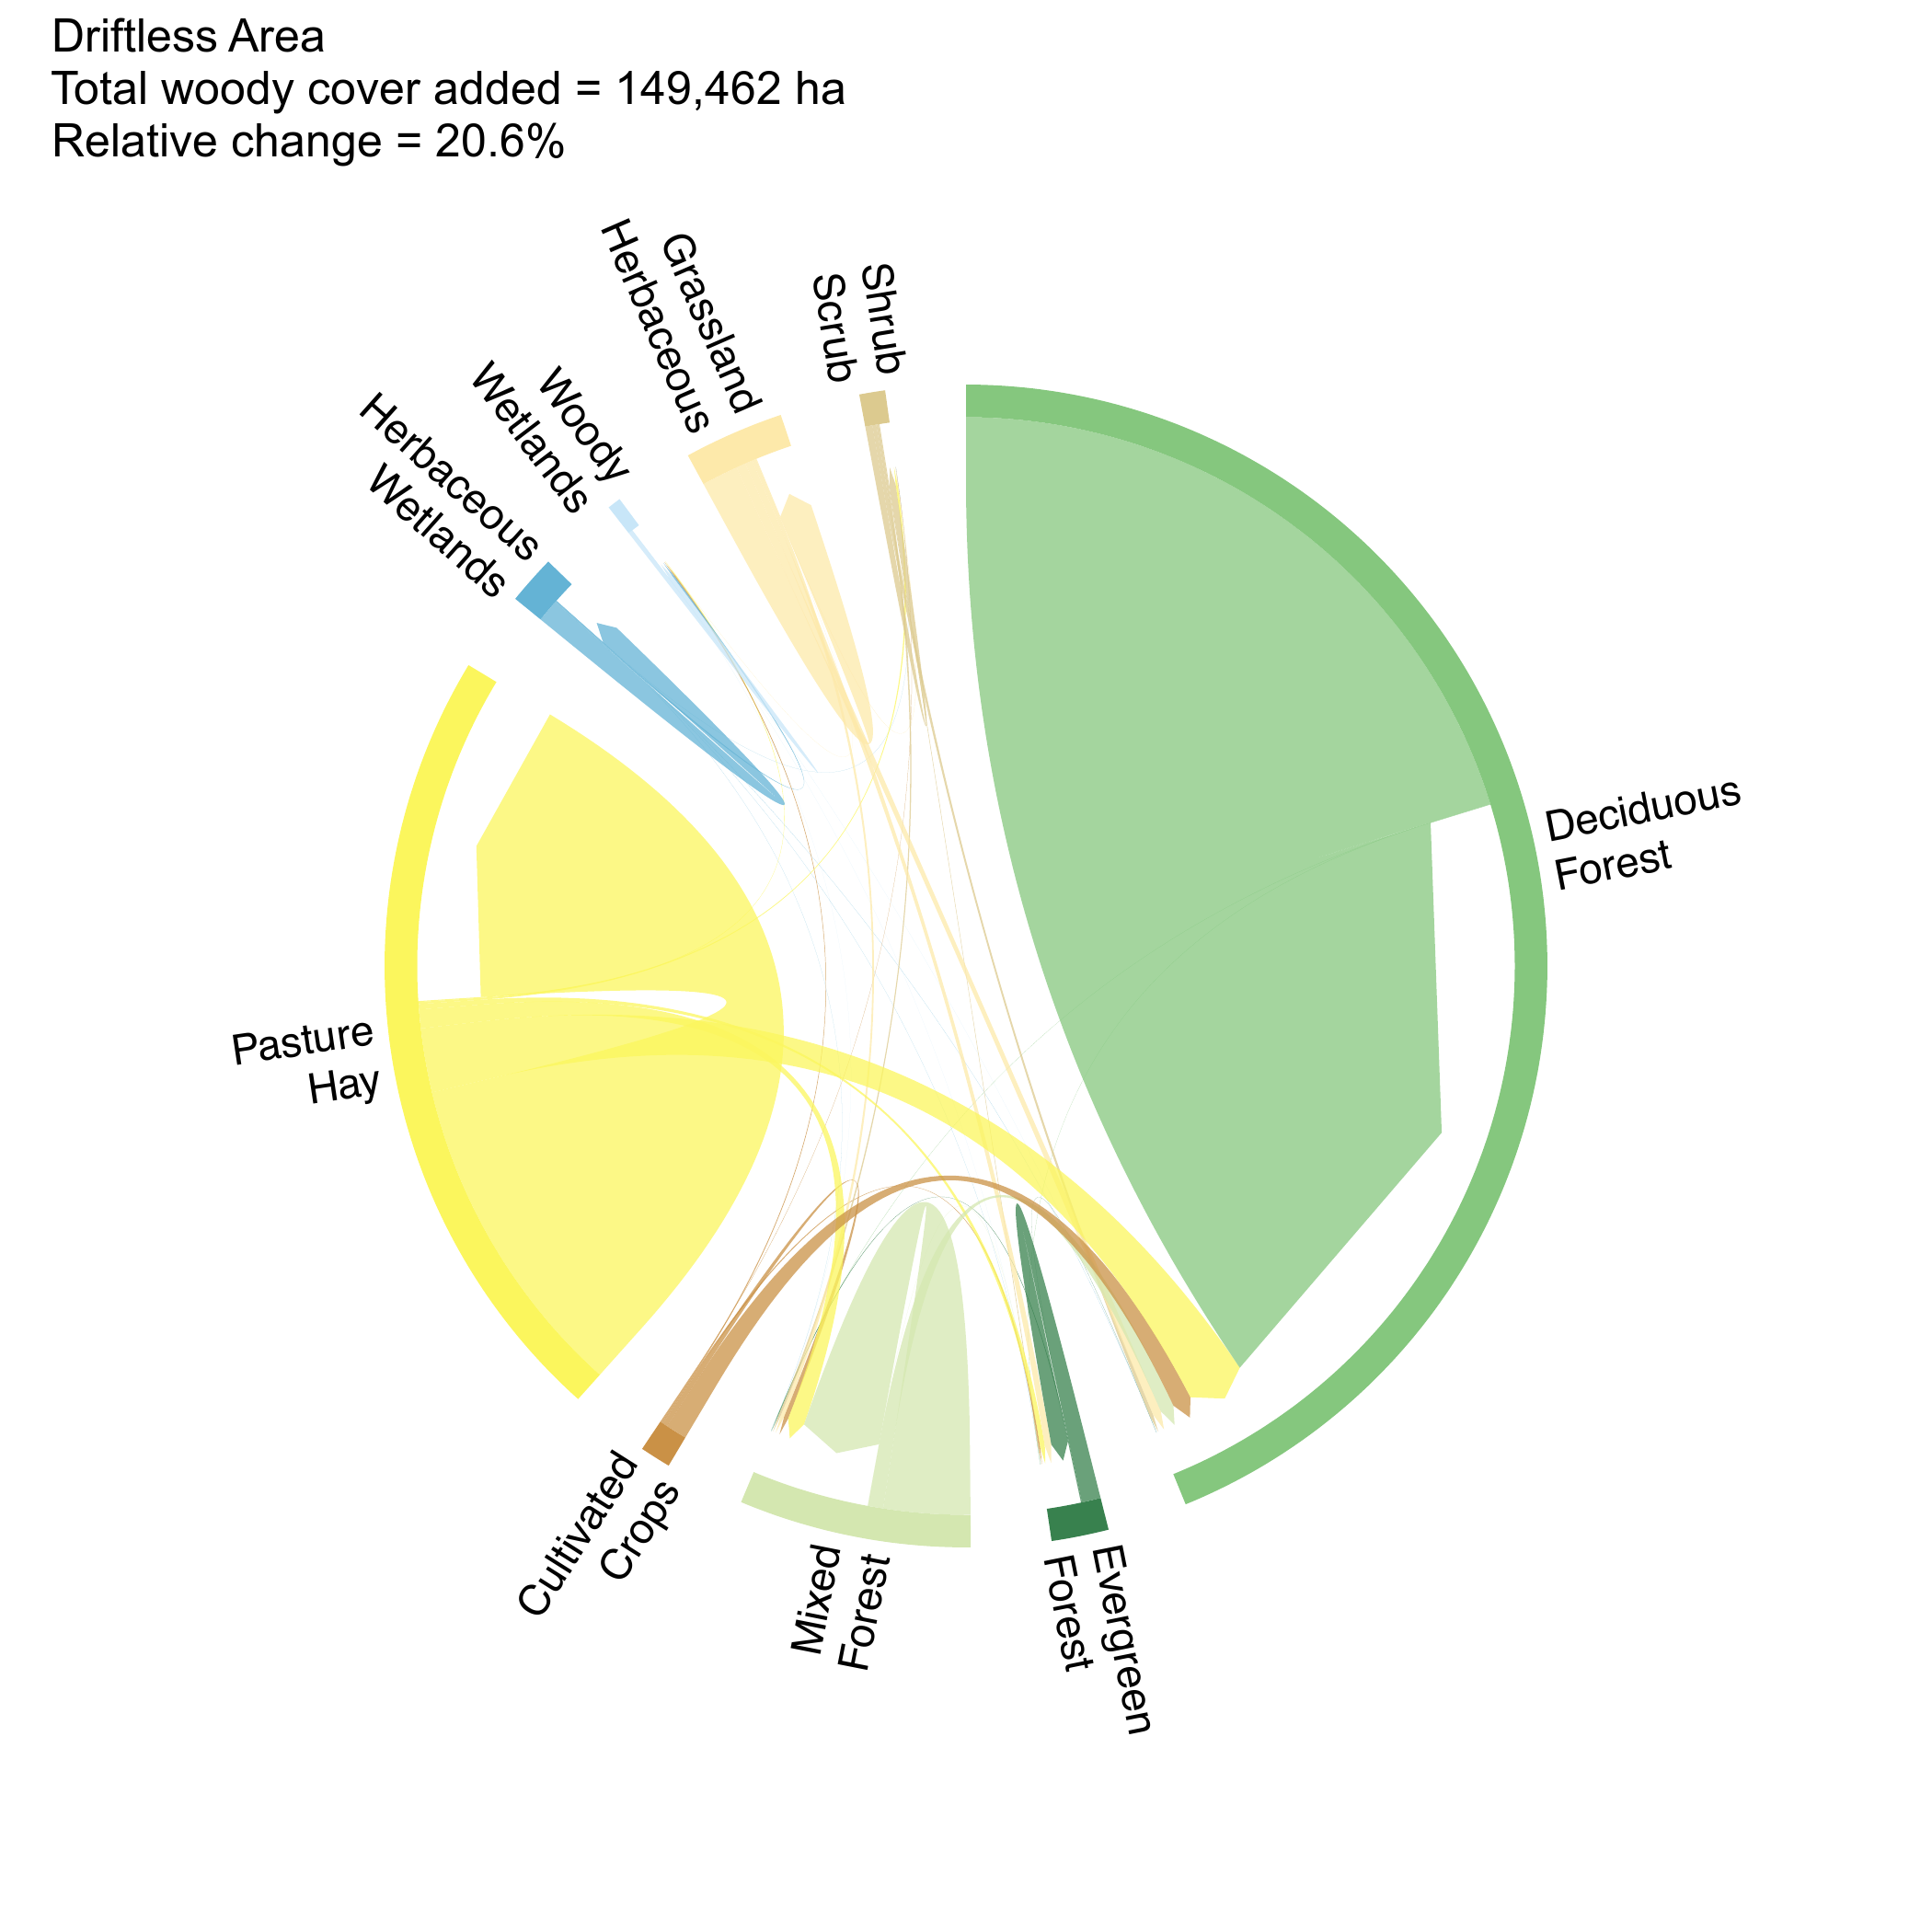 Driftless Area
Total woody cover added = 149,462 ha
Relative change = 20.6%
Shrub
Scrub
Grassland
Herbaceous
Woody
Wetlands
Herbaceous
Wetlands
Deciduous
Forest
Pasture
Hay
Cultivated
Crops
Mixed
Forest
Evergreen
Forest